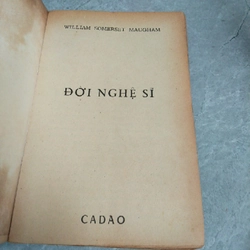 WILLIAM SOMERSET MAUGHAM
ĐỜI NGHỆ SĨ
CADAO